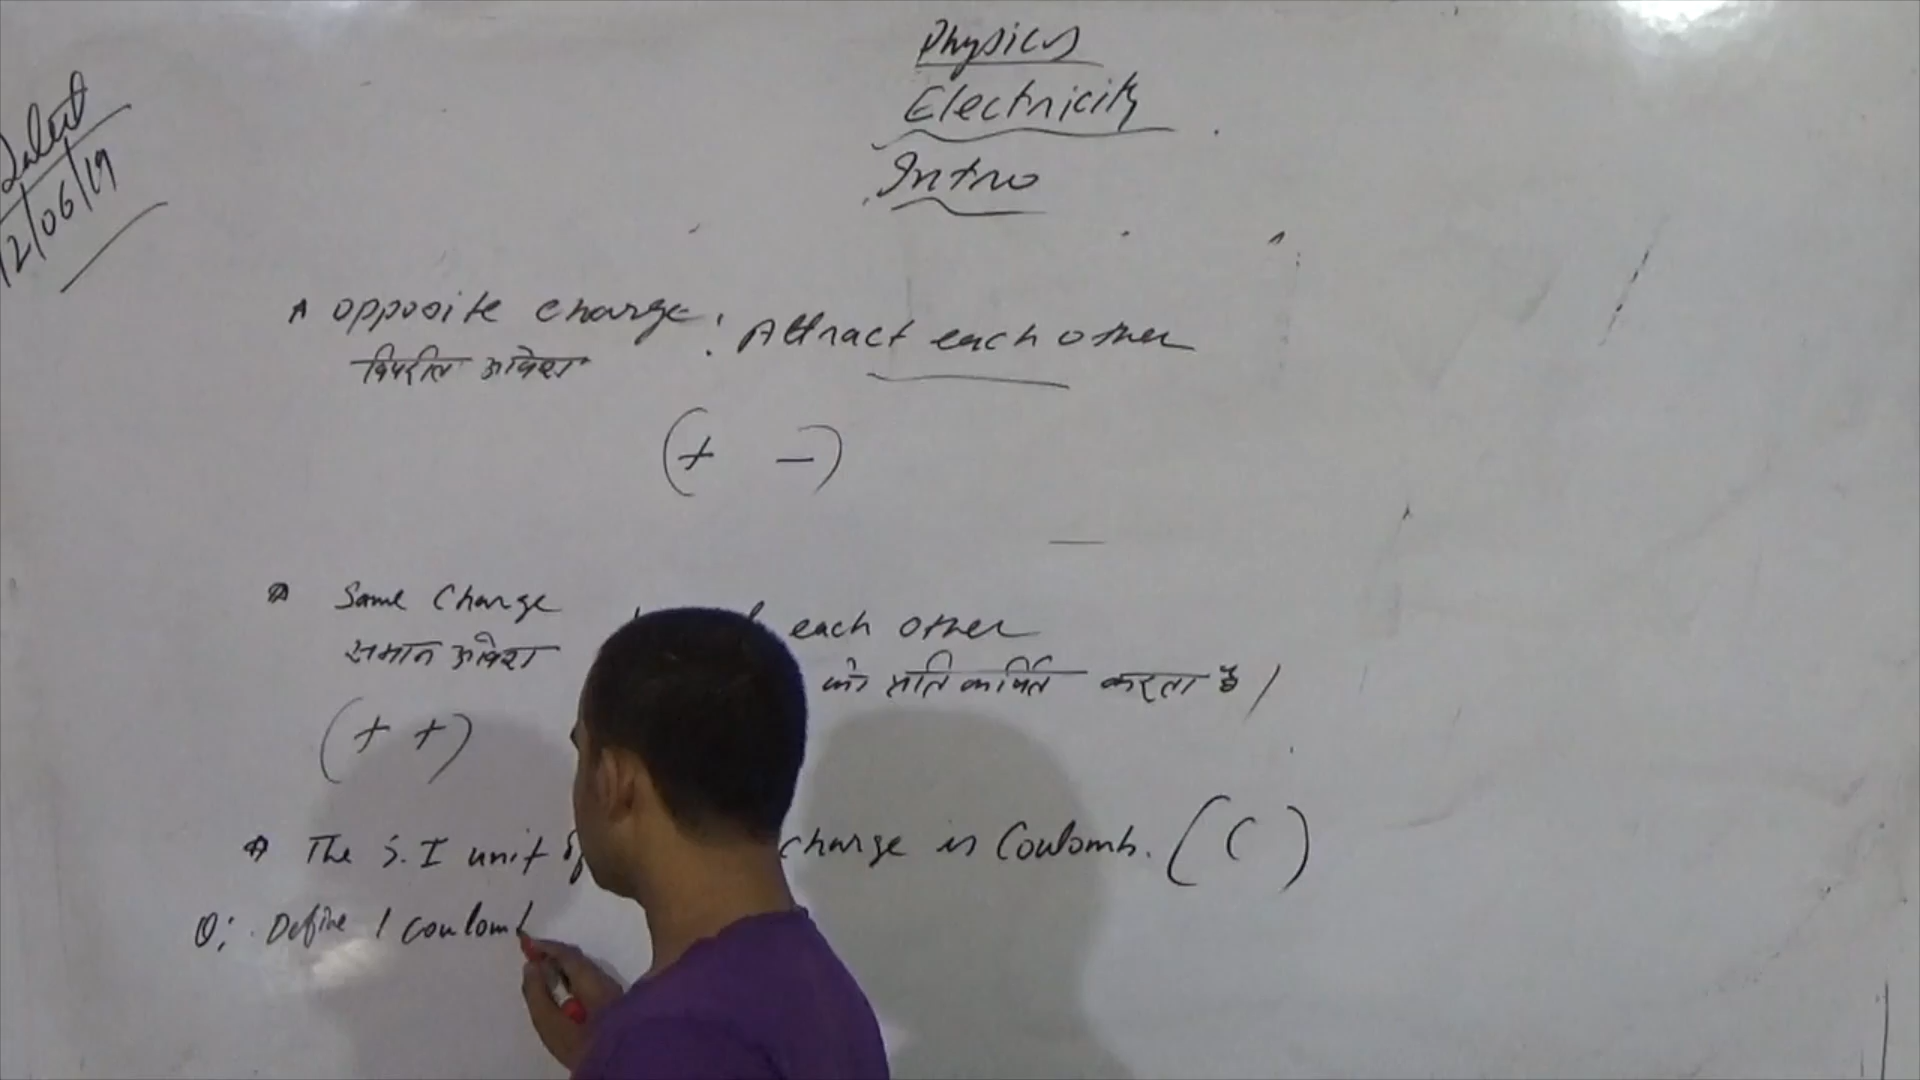 Physics
Electricity
Intro
12/06/19
opposite charge : Attract each other
विपरीत आवेश
(+ -)
Same Charge each other
समान आवेश को प्रतिकर्षित करता है।
(+ +)
The S.I unit of charge is Coulomb. (C)
Q: Define 1 coulomb